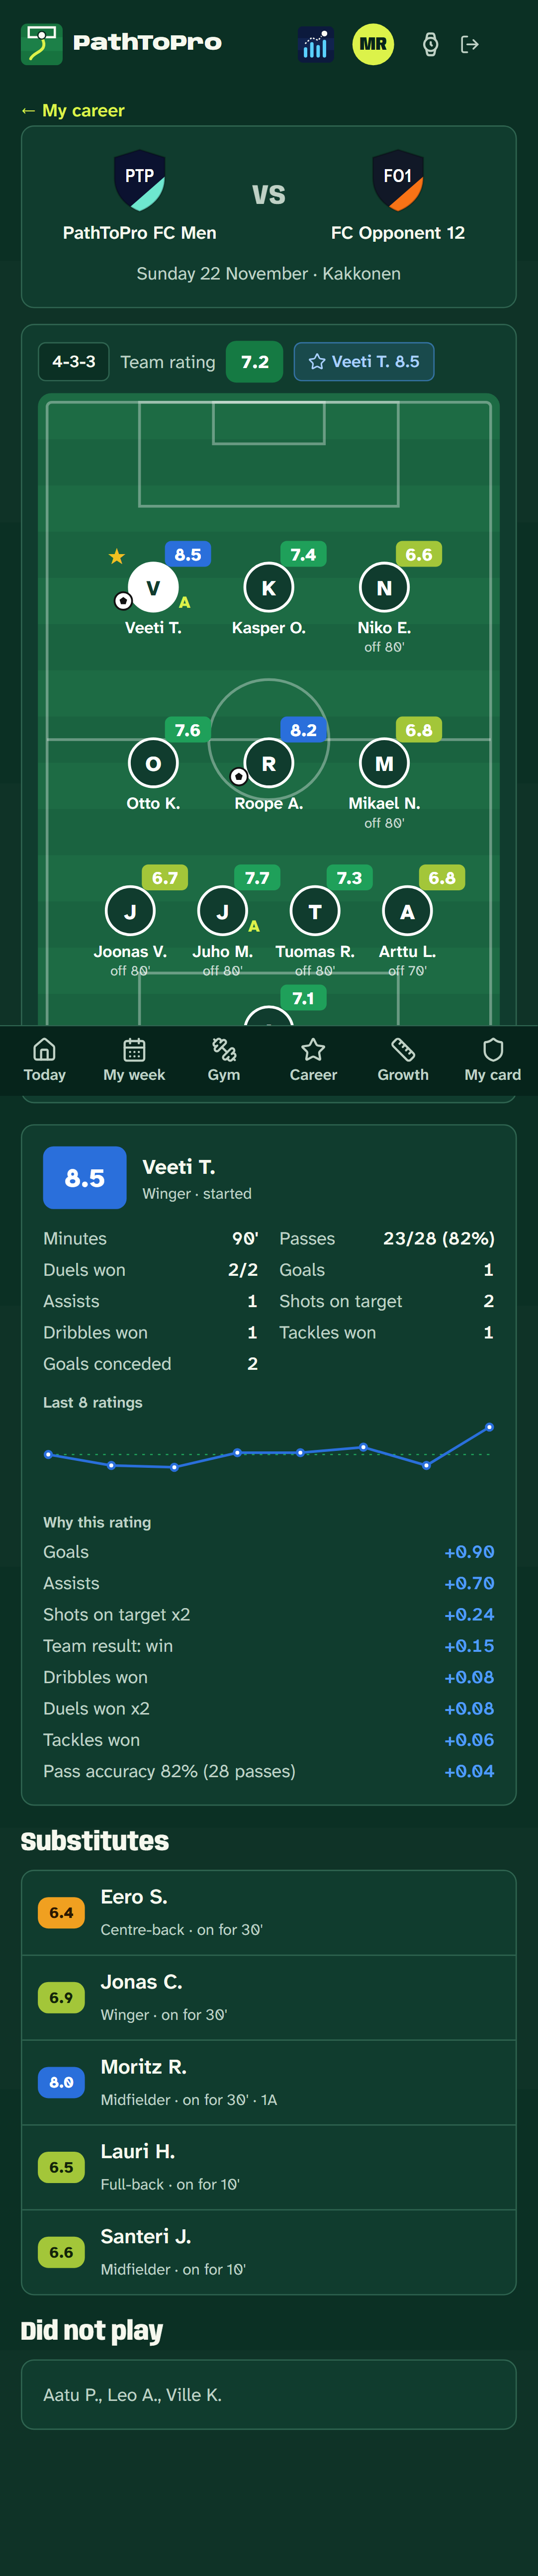 PathToPro
MR
← My career
PTP
VS
FO1
PathToPro FC Men
FC Opponent 12
Sunday 22 November · Kakkonen
4-3-3
Team rating
7.2
Veeti T. 8.5
8.5
7.4
6.6
V
K
N
A
Veeti T.
Kasper O.
Niko E.
off 80'
7.6
8.2
6.8
O
R
M
Otto K.
Roope A.
Mikael N.
off 80'
6.7
7.7
7.3
6.8
J
J
T
A
A
Joonas V.
Juho M.
Tuomas R.
Arttu L.
off 80'
off 80'
off 80'
off 70'
7.1
Today
My week
Gym
Career
Growth
My card
8.5
Veeti T.
Winger · started
Minutes 90'
Passes 23/28 (82%)
Duels won 2/2
Goals 1
Assists 1
Shots on target 2
Dribbles won 1
Tackles won 1
Goals conceded 2
Last 8 ratings
Why this rating
Goals +0.90
Assists +0.70
Shots on target x2 +0.24
Team result: win +0.15
Dribbles won +0.08
Duels won x2 +0.08
Tackles won +0.06
Pass accuracy 82% (28 passes) +0.04
Substitutes
6.4
Eero S.
Centre-back · on for 30'
6.9
Jonas C.
Winger · on for 30'
8.0
Moritz R.
Midfielder · on for 30' · 1A
6.5
Lauri H.
Full-back · on for 10'
6.6
Santeri J.
Midfielder · on for 10'
Did not play
Aatu P., Leo A., Ville K.